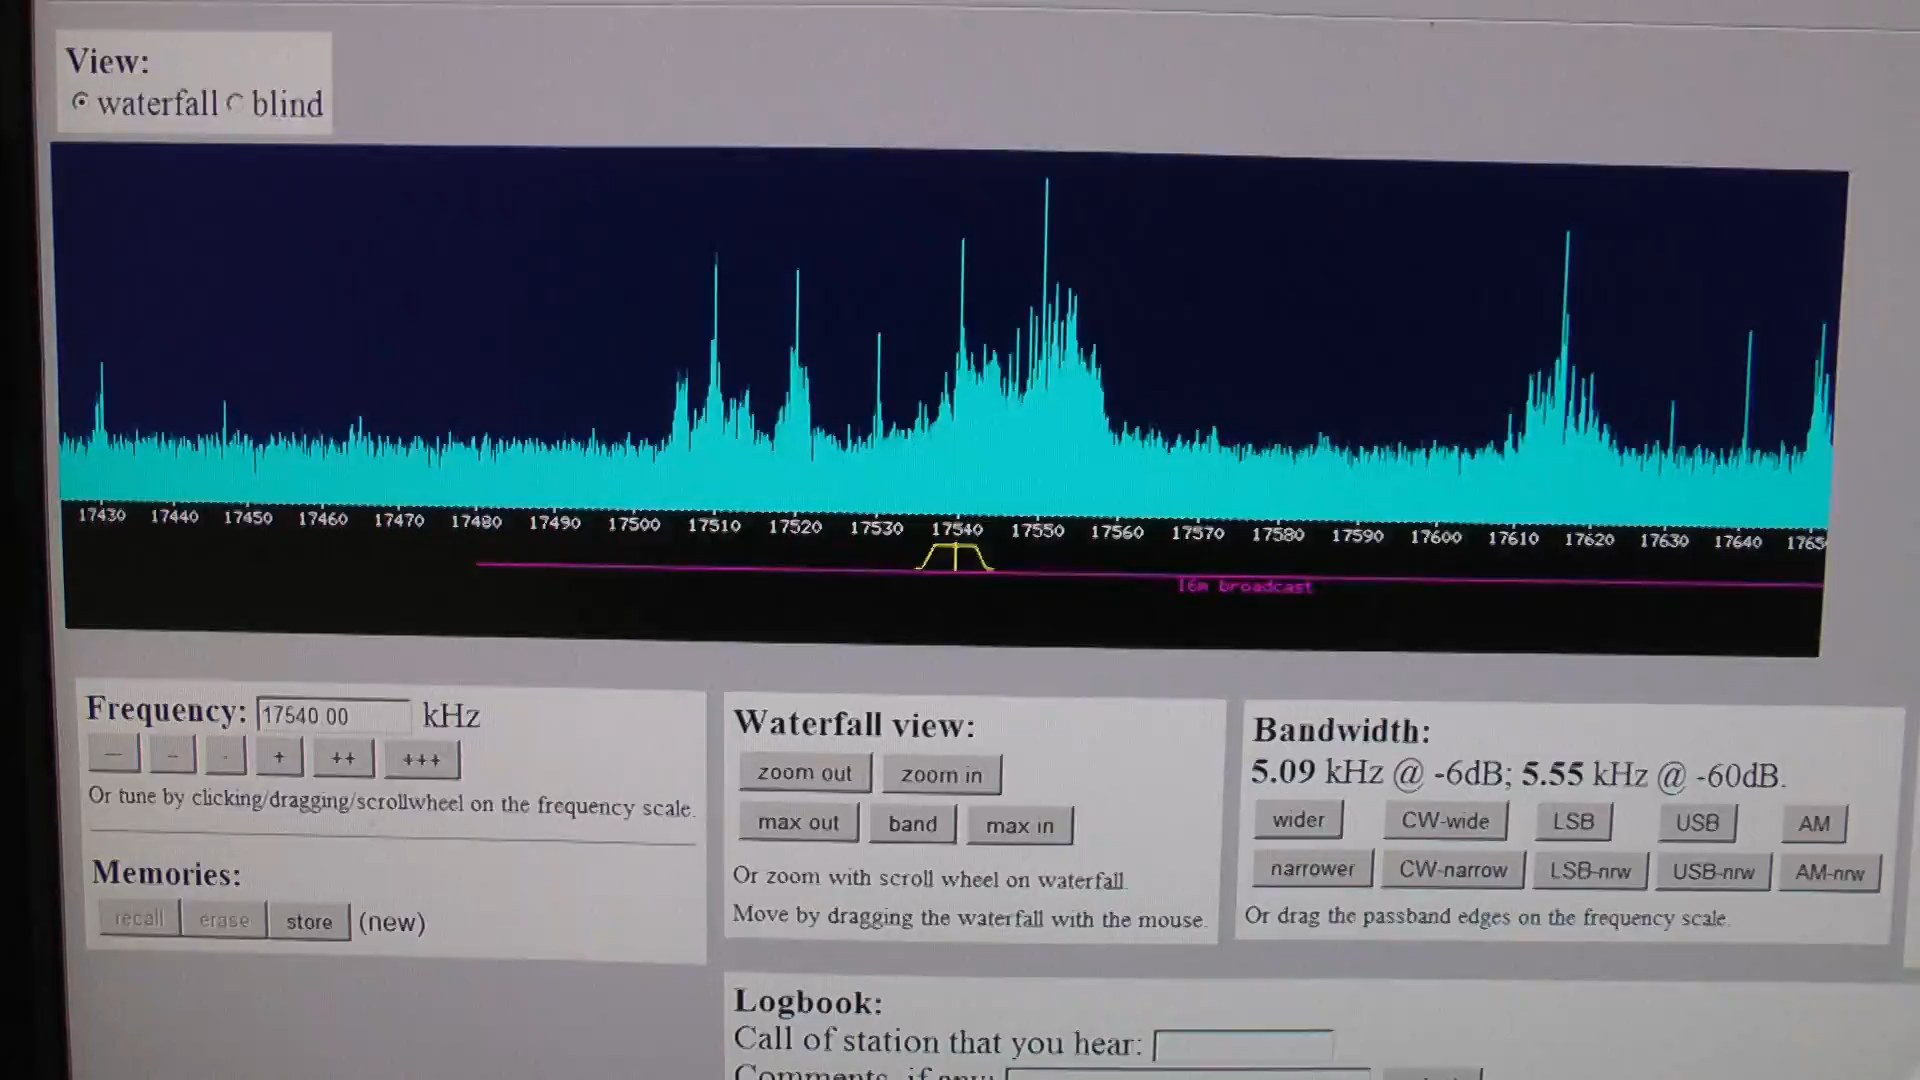 View:
waterfall blind
17430 17440 17450 17460 17470 17480 17490 17500 17510 17520 17530 17540 17550 17560 17570 17580 17590 17600 17610 17620 17630 17640 1765
16m broadcast
Frequency: 17540.00 kHz
--- -- - + ++ +++
Or tune by clicking/dragging/scrollwheel on the frequency scale.
Memories:
recall erase store (new)
Waterfall view:
zoom out zoom in
max out band max in
Or zoom with scroll wheel on waterfall.
Move by dragging the waterfall with the mouse.
Bandwidth:
5.09 kHz @ -6dB; 5.55 kHz @ -60dB.
wider CW-wide LSB USB AM
narrower CW-narrow LSB-nrw USB-nrw AM-nrw
Or drag the passband edges on the frequency scale.
Logbook:
Call of station that you hear:
Comments, if any: